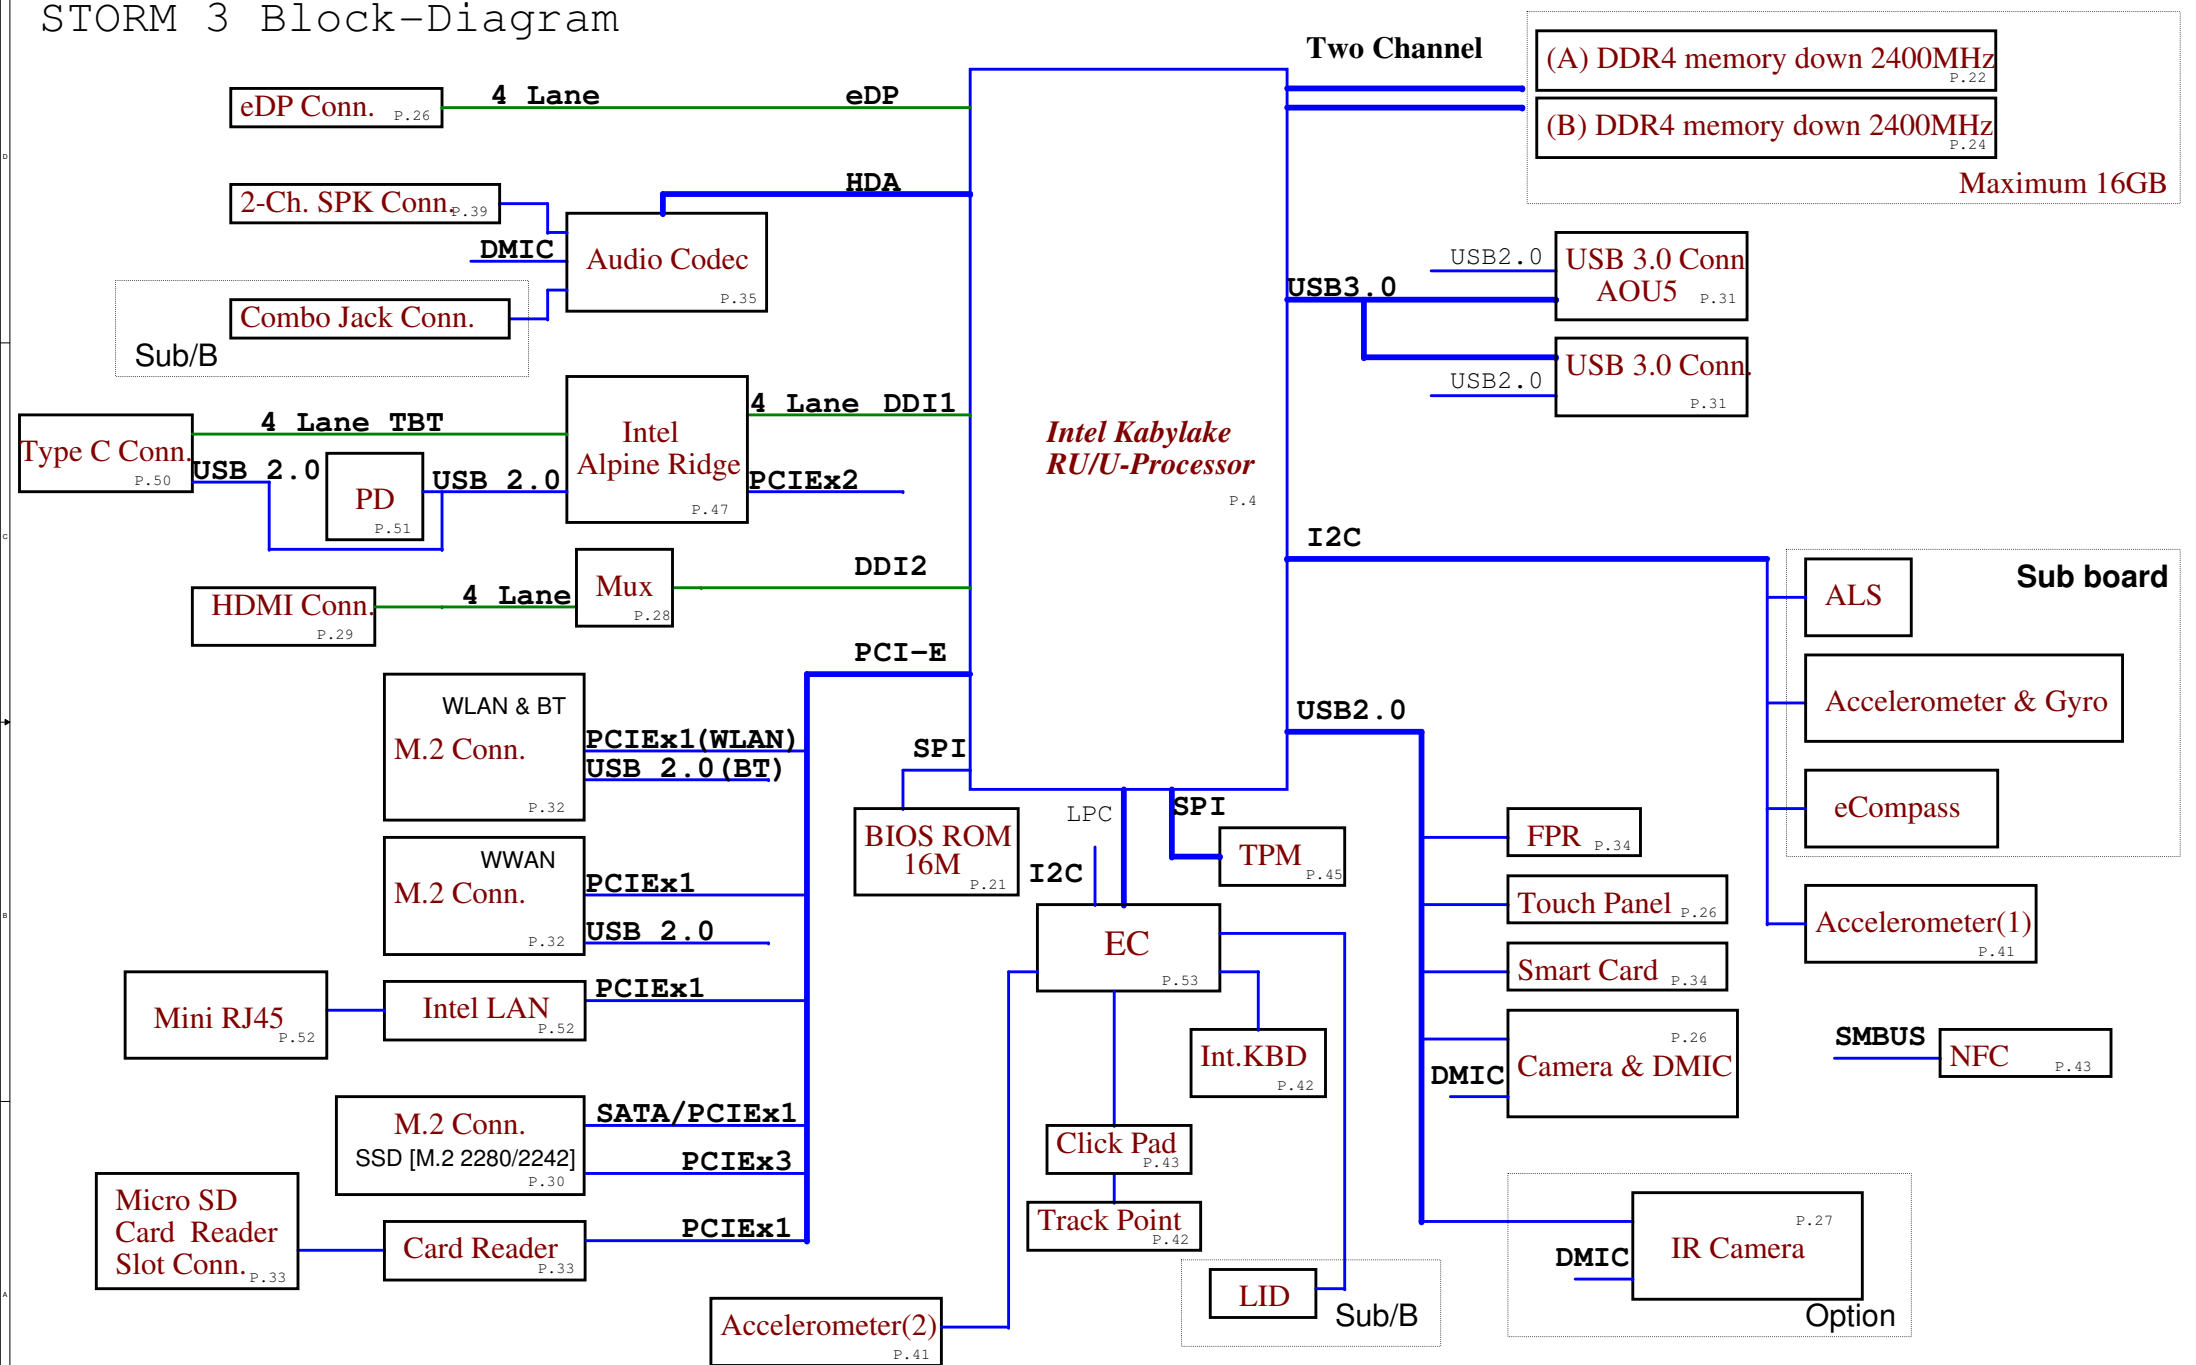 STORM 3 Block-Diagram
Two Channel
(A) DDR4 memory down 2400MHz
P.22
(B) DDR4 memory down 2400MHz
P.24
Maximum 16GB
eDP Conn. P.26
4 Lane
eDP
2-Ch. SPK Conn. P.39
HDA
DMIC
Audio Codec
P.35
Combo Jack Conn.
Sub/B
USB2.0
USB 3.0 Conn
AOU5 P.31
USB3.0
USB 3.0 Conn.
USB2.0
P.31
Type C Conn.
P.50
4 Lane TBT
USB 2.0
PD
P.51
USB 2.0
Intel
Alpine Ridge
P.47
4 Lane DDI1
PCIEx2
Intel Kabylake
RU/U-Processor
P.4
HDMI Conn.
P.29
4 Lane
Mux
P.28
DDI2
I2C
Sub board
ALS
Accelerometer & Gyro
eCompass
Accelerometer(1)
P.41
PCI-E
WLAN & BT
M.2 Conn.
P.32
PCIEx1(WLAN)
USB 2.0(BT)
WWAN
M.2 Conn.
P.32
PCIEx1
USB 2.0
Mini RJ45
P.52
Intel LAN
P.52
PCIEx1
M.2 Conn.
SSD [M.2 2280/2242]
P.30
SATA/PCIEx1
PCIEx3
Micro SD
Card Reader
Slot Conn. P.33
Card Reader
P.33
PCIEx1
SPI
BIOS ROM
16M
P.21
LPC
I2C
SPI
TPM
P.45
EC
P.53
Int.KBD
P.42
Click Pad
P.43
Track Point
P.42
LID
Sub/B
Accelerometer(2)
P.41
USB2.0
FPR P.34
Touch Panel P.26
Smart Card P.34
P.26
Camera & DMIC
DMIC
SMBUS
NFC P.43
P.27
IR Camera
DMIC
Option
D
C
B
A